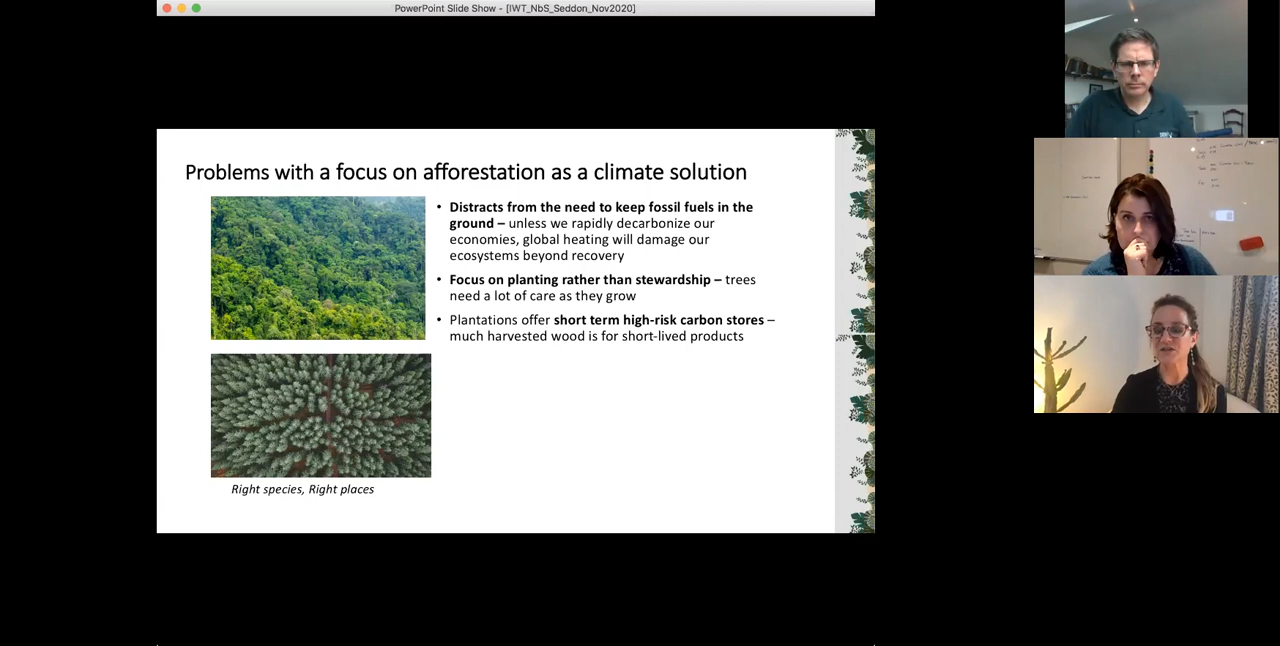 PowerPoint Slide Show - [IWT_NbS_Seddon_Nov2020]
Problems with a focus on afforestation as a climate solution
• Distracts from the need to keep fossil fuels in the
ground – unless we rapidly decarbonize our
economies, global heating will damage our
ecosystems beyond recovery
• Focus on planting rather than stewardship – trees
need a lot of care as they grow
• Plantations offer short term high-risk carbon stores –
much harvested wood is for short-lived products
Right species, Right places